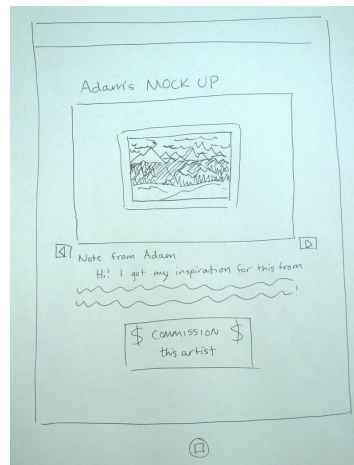 Adam's MOCK UP
Note from Adam
Hi! I got my inspiration for this from
!
$ COMMISSION $
this artist